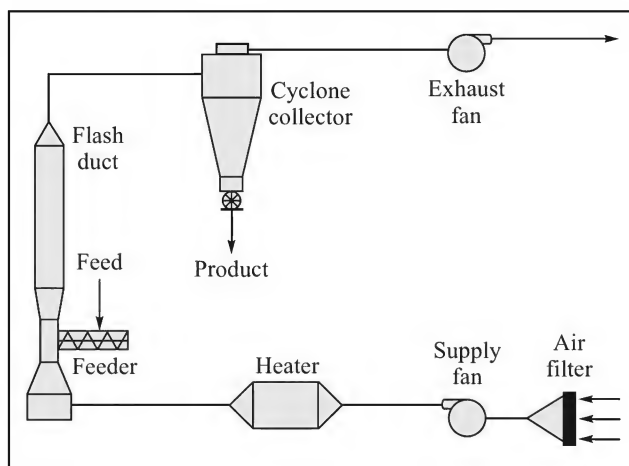 Cyclone
collector
Exhaust
fan
Flash
duct
Product
Feed
Feeder
Heater
Supply
fan
Air
filter